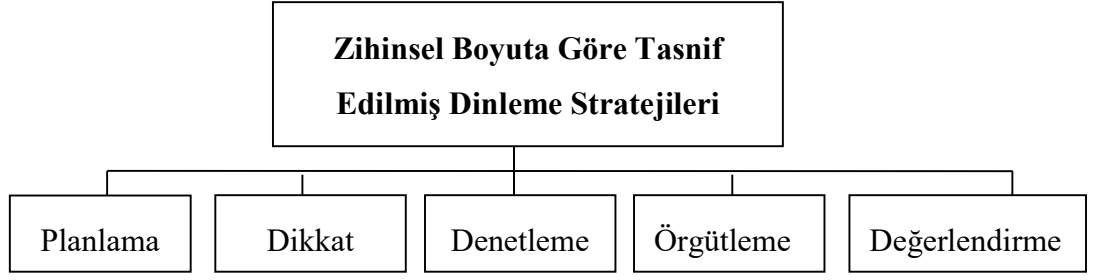 Zihinsel Boyuta Göre Tasnif
Edilmiş Dinleme Stratejileri
Planlama
Dikkat
Denetleme
Örgütleme
Değerlendirme